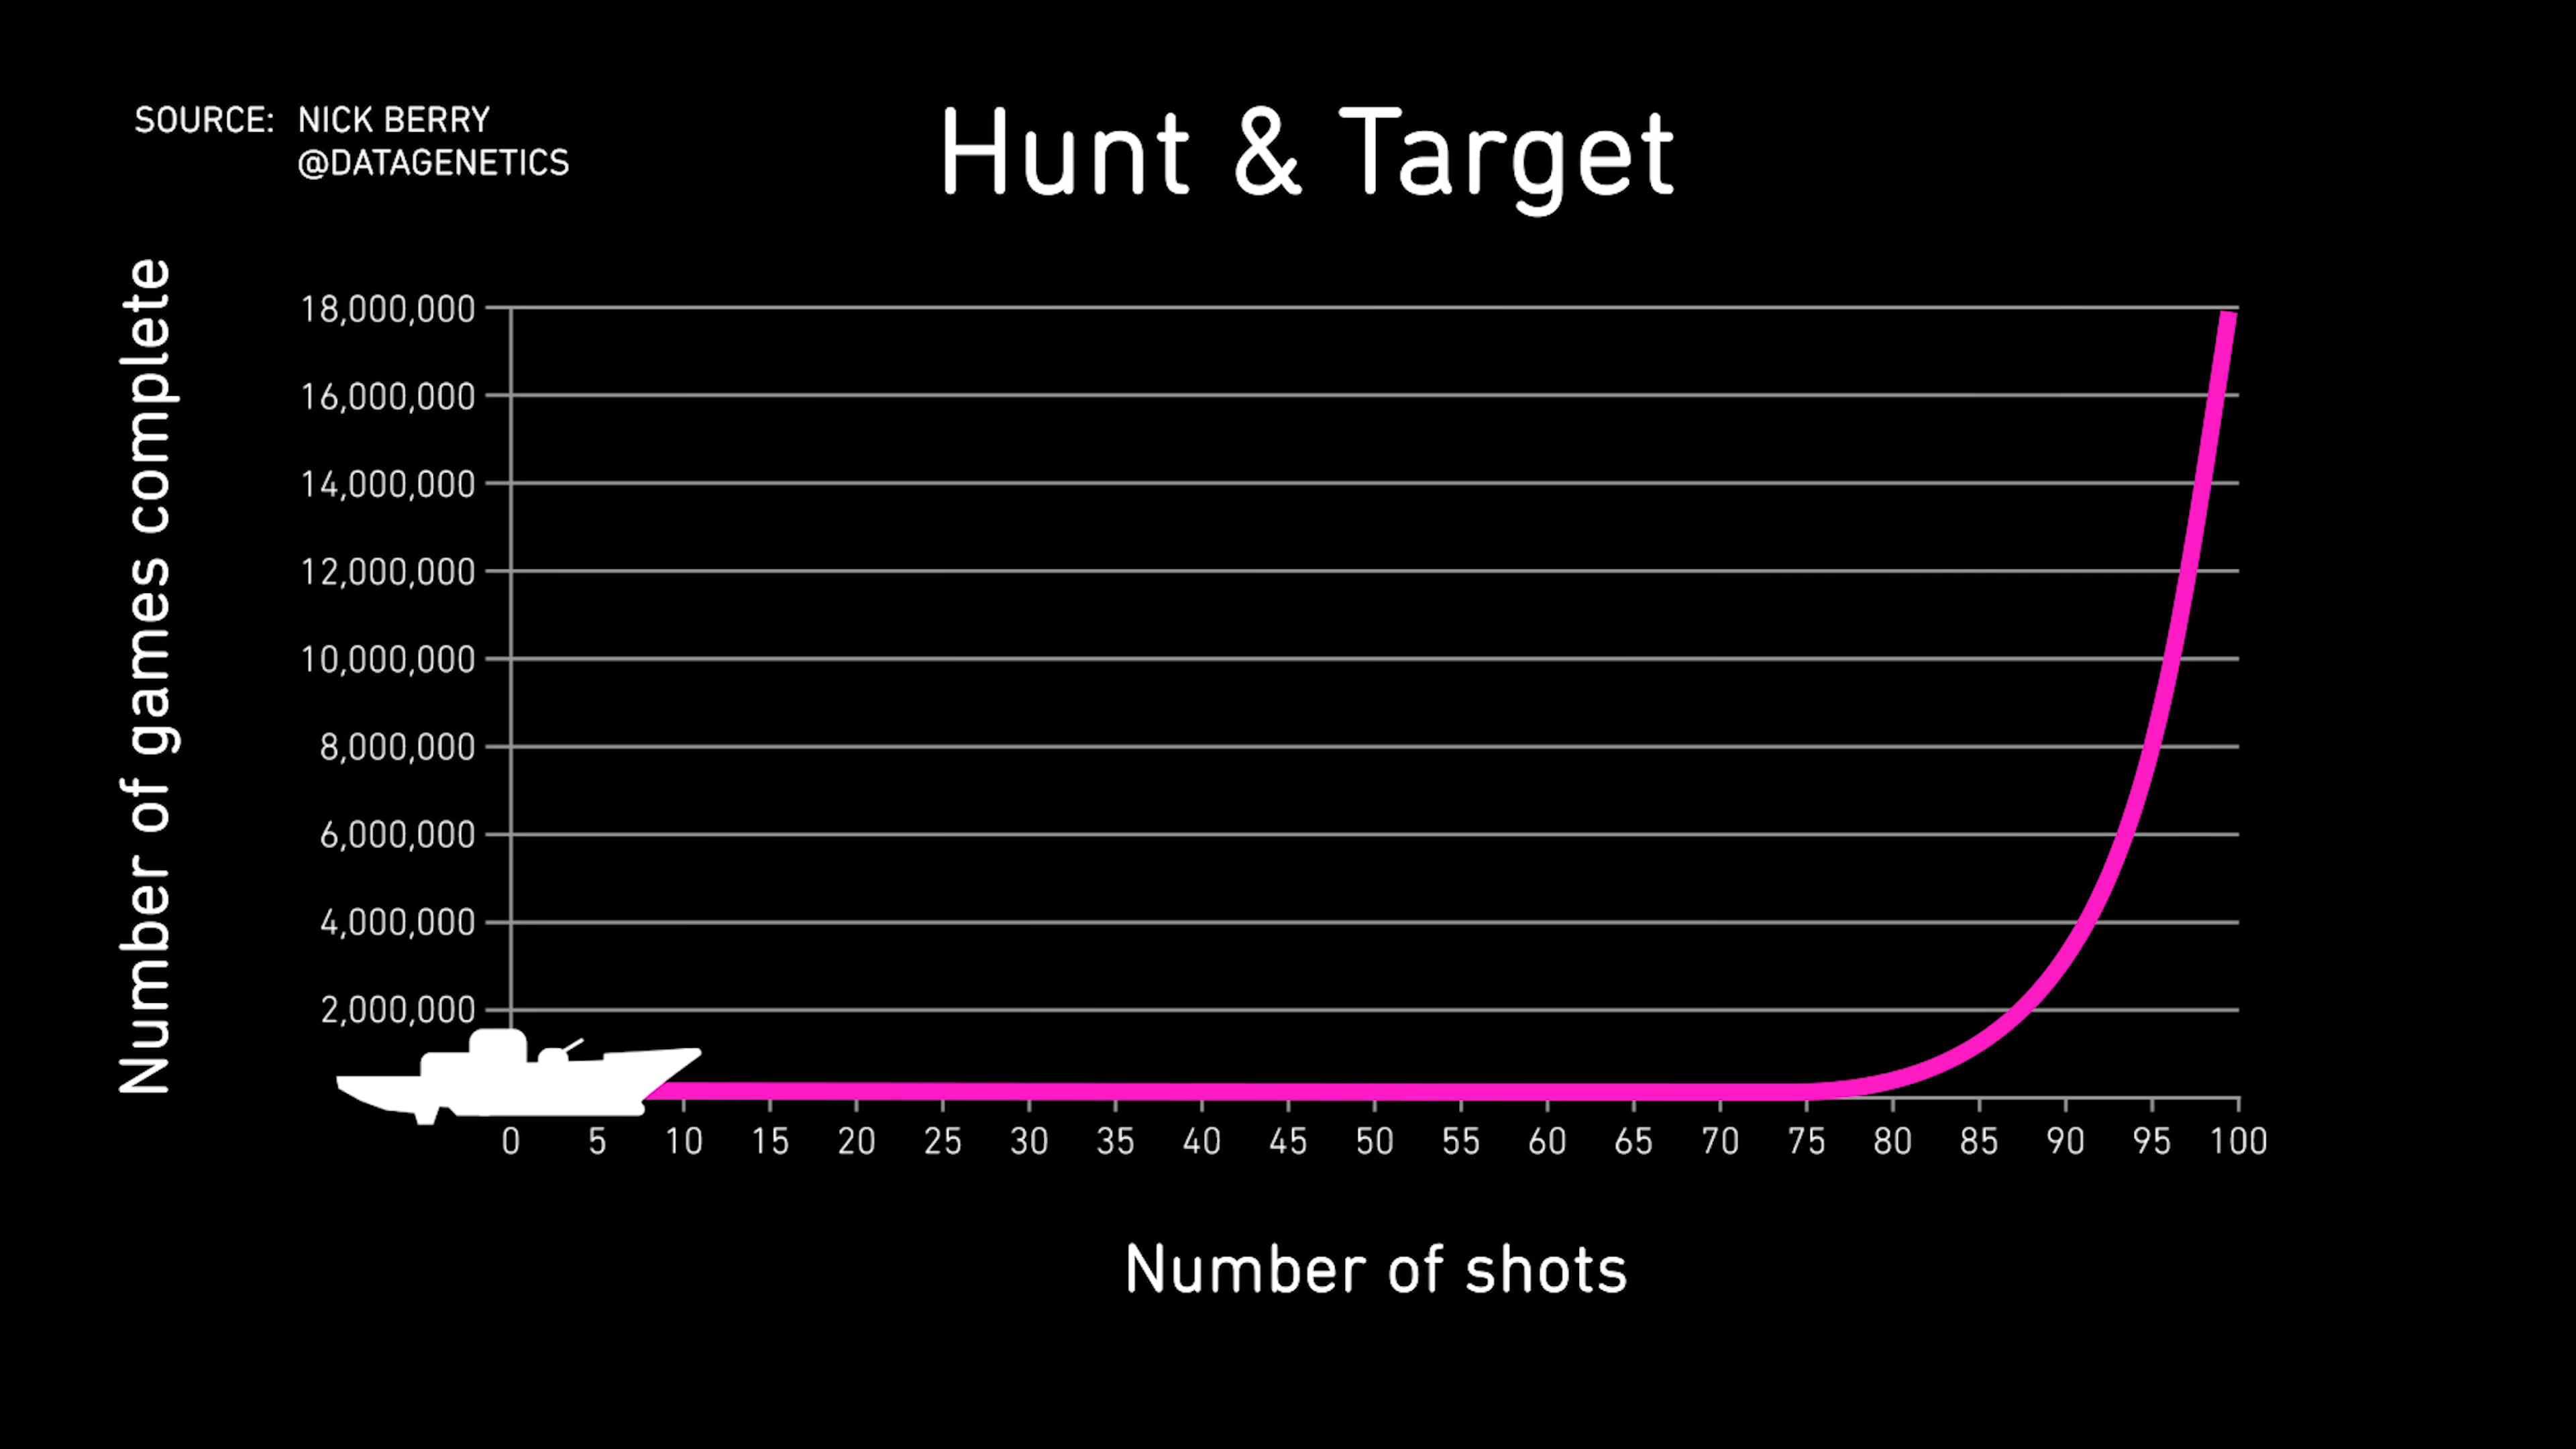 SOURCE: NICK BERRY
@DATAGENETICS
Hunt & Target
Number of games complete
18,000,000
16,000,000
14,000,000
12,000,000
10,000,000
8,000,000
6,000,000
4,000,000
2,000,000
0 5 10 15 20 25 30 35 40 45 50 55 60 65 70 75 80 85 90 95 100
Number of shots